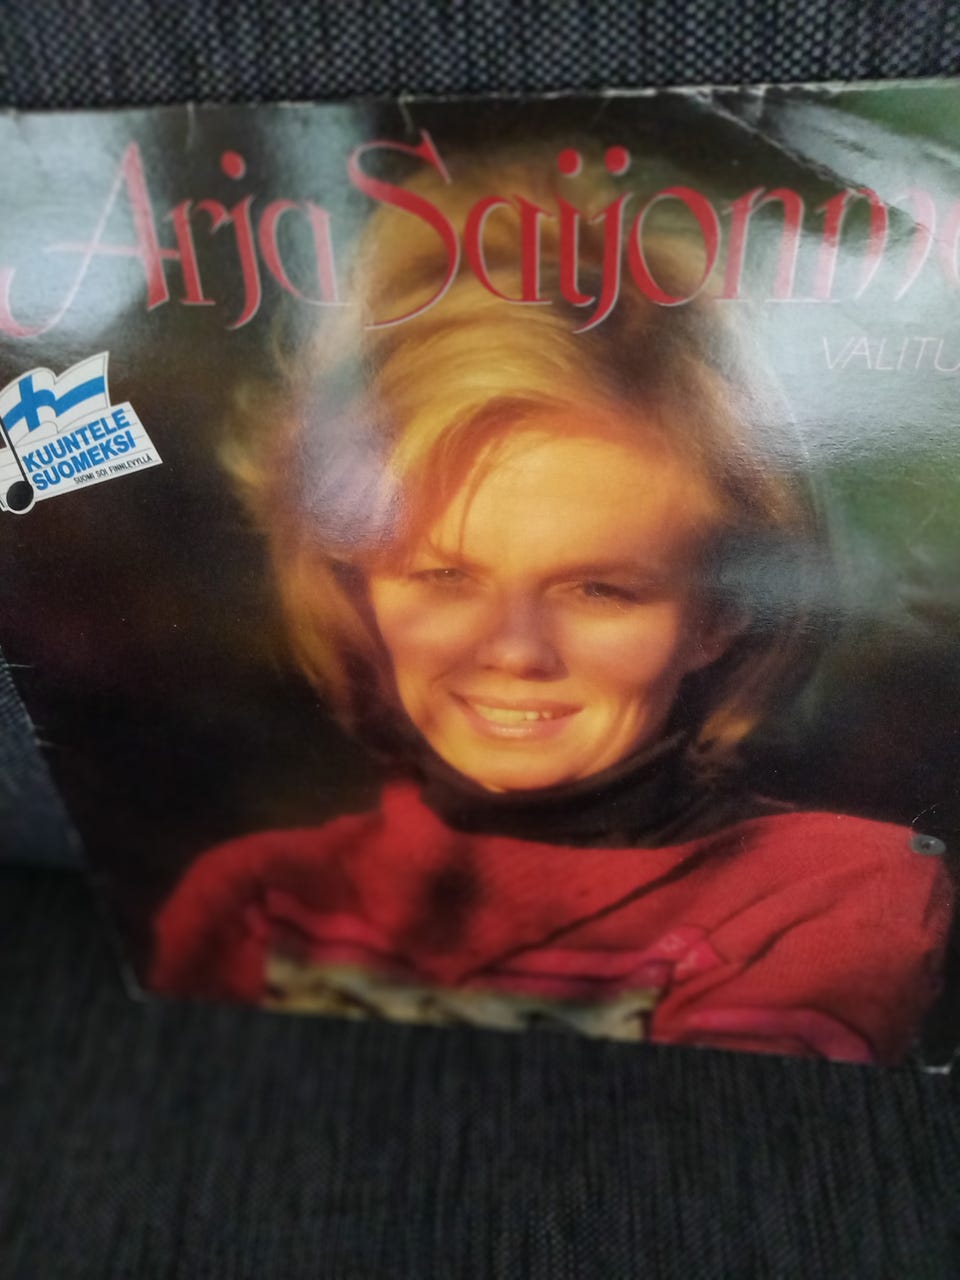 Arja Saijonm
VALITU
KUUNTELE
SUOMEKSI
SUOMI SOI FINNLEVYLLÄ